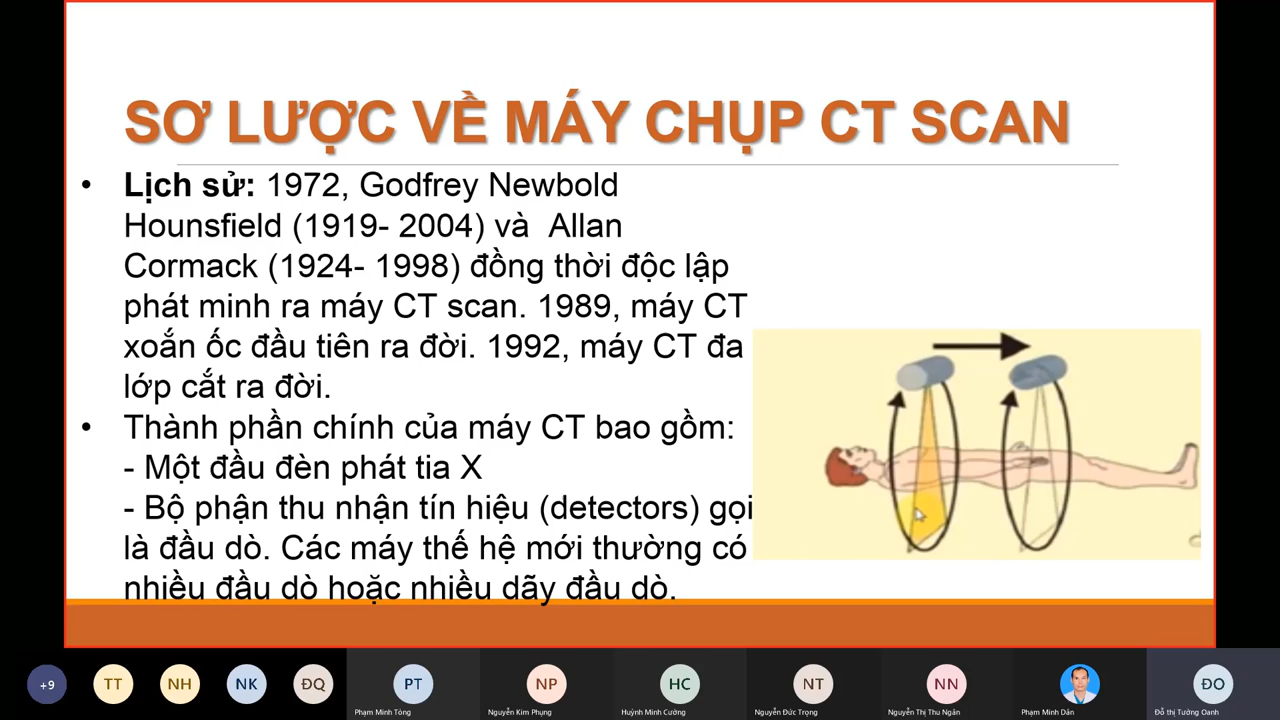 SƠ LƯỢC VỀ MÁY CHỤP CT SCAN
• Lịch sử: 1972, Godfrey Newbold
Hounsfield (1919- 2004) và Allan
Cormack (1924- 1998) đồng thời độc lập
phát minh ra máy CT scan. 1989, máy CT
xoắn ốc đầu tiên ra đời. 1992, máy CT đa
lớp cắt ra đời.
• Thành phần chính của máy CT bao gồm:
- Một đầu đèn phát tia X
- Bộ phận thu nhận tín hiệu (detectors) gọi
là đầu dò. Các máy thế hệ mới thường có
nhiều đầu dò hoặc nhiều dãy đầu dò.
+9 TT NH NK ĐQ PT NP HC NT NN ĐO
Phạm Minh Tòng Nguyễn Kim Phụng Huỳnh Minh Cường Nguyễn Đức Trọng Nguyễn Thị Thu Ngân Phạm Minh Dân Đỗ thị Tường Oanh